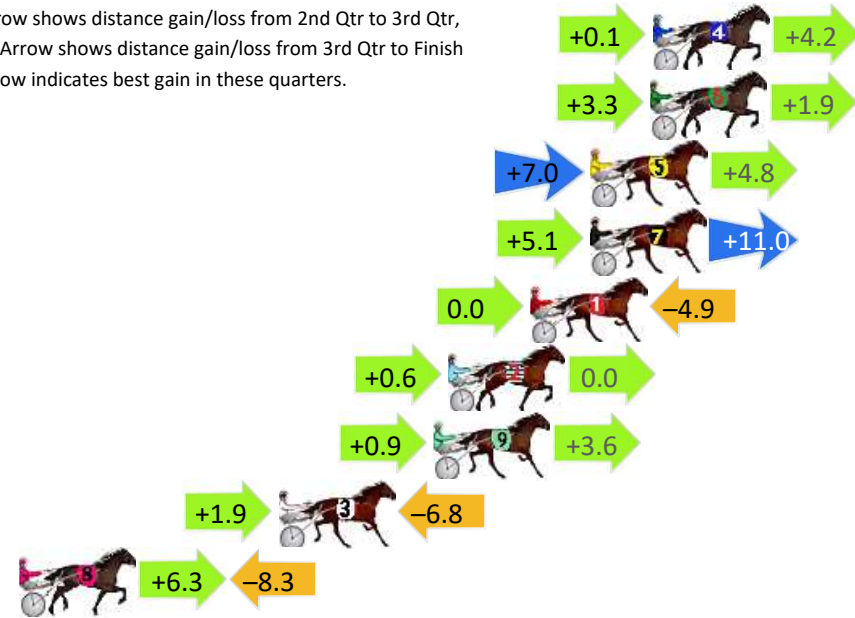 row shows distance gain/loss from 2nd Qtr to 3rd Qtr,
Arrow shows distance gain/loss from 3rd Qtr to Finish
ow indicates best gain in these quarters.
+0.1 4 +4.2
+3.3 6 +1.9
+7.0 5 +4.8
+5.1 7 +11.0
0.0 1 –4.9
+0.6 2 0.0
+0.9 9 +3.6
+1.9 3 –6.8
8 +6.3 –8.3